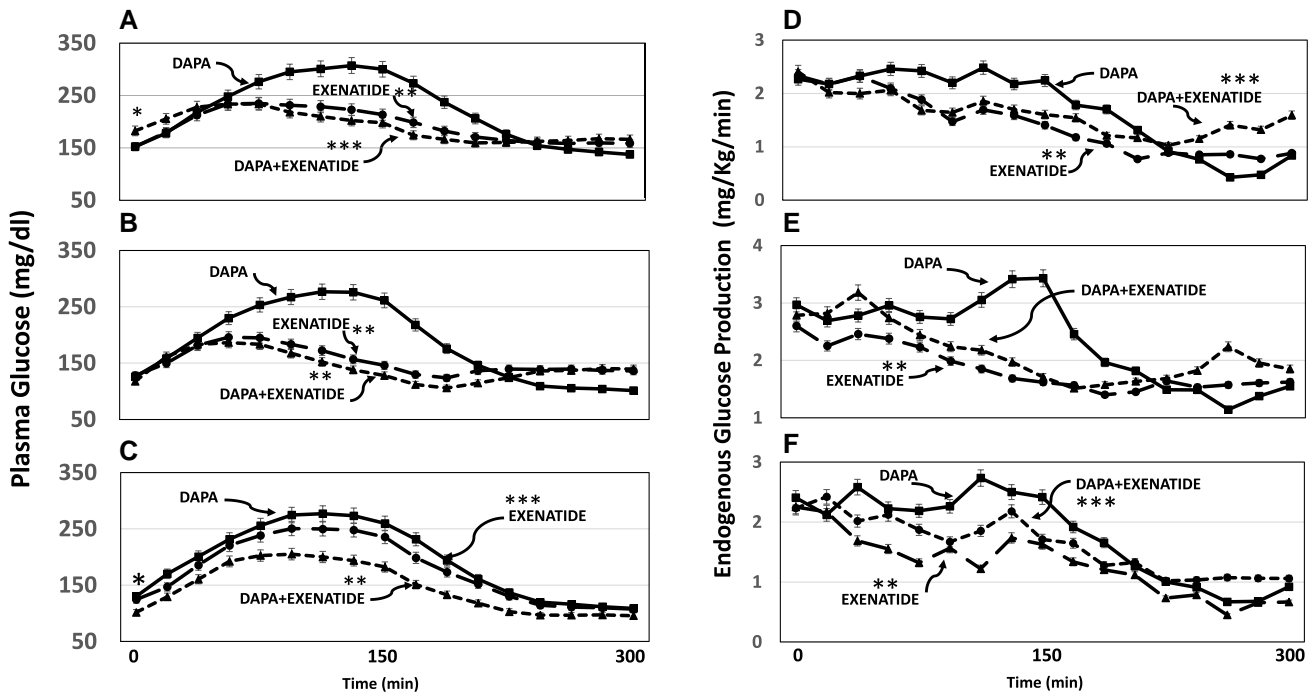 Plasma Glucose (mg/dl)
A
350
250
150
50
DAPA
EXENATIDE
**
*
***
DAPA+EXENATIDE
B
350
250
150
50
DAPA
EXENATIDE **
**
DAPA+EXENATIDE
C
350
250
150
50
DAPA
***
EXENATIDE
*
**
DAPA+EXENATIDE
0
150
300
Time (min)
Endogenous Glucose Production (mg/Kg/min)
D
3
2
1
0
DAPA
***
DAPA+EXENATIDE
**
EXENATIDE
E
4
3
2
1
DAPA
DAPA+EXENATIDE
**
EXENATIDE
F
3
2
1
0
DAPA
DAPA+EXENATIDE
***
**
EXENATIDE
0
150
300
Time (min)